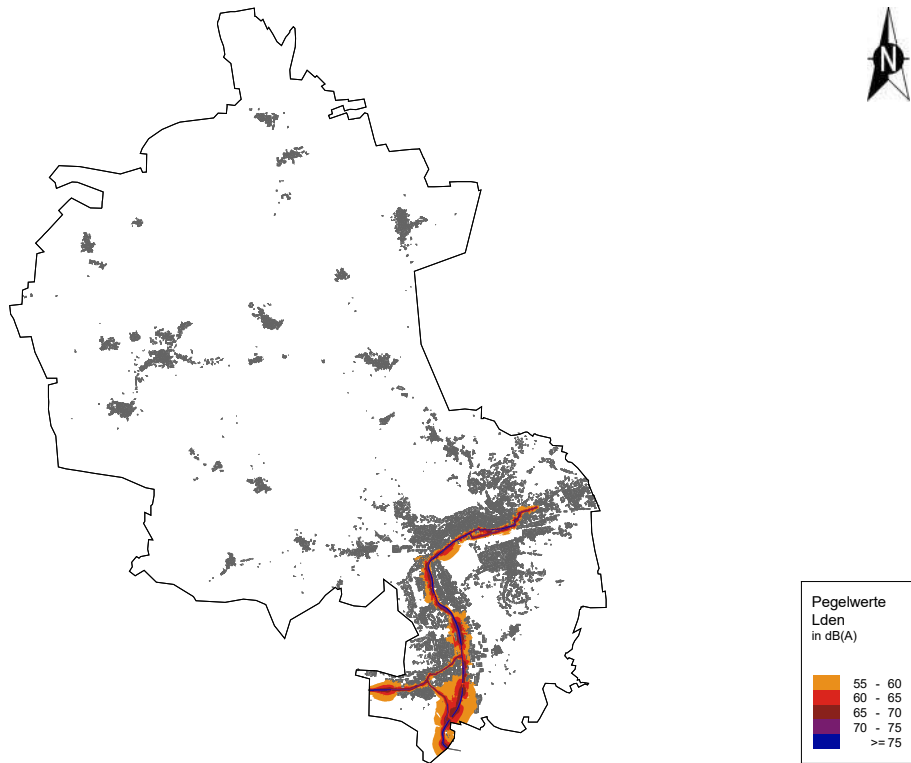 N
Pegelwerte
Lden
in dB(A)
55 - 60
60 - 65
65 - 70
70 - 75
>= 75